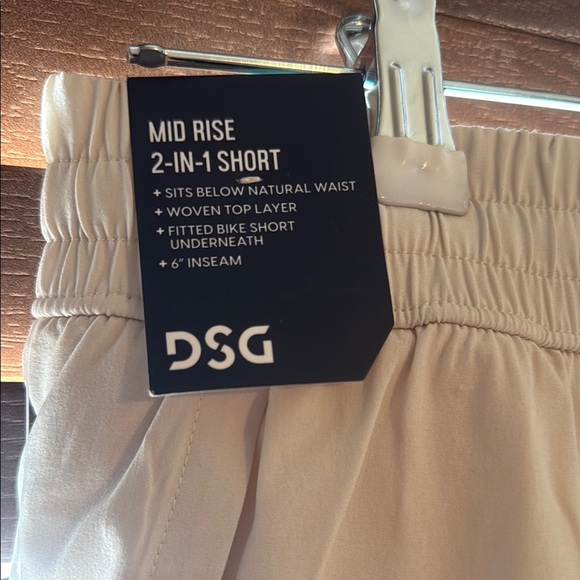 MID RISE
2-IN-1 SHORT
+ SITS BELOW NATURAL WAIST
+ WOVEN TOP LAYER
+ FITTED BIKE SHORT
UNDERNEATH
+ 6" INSEAM
DSG